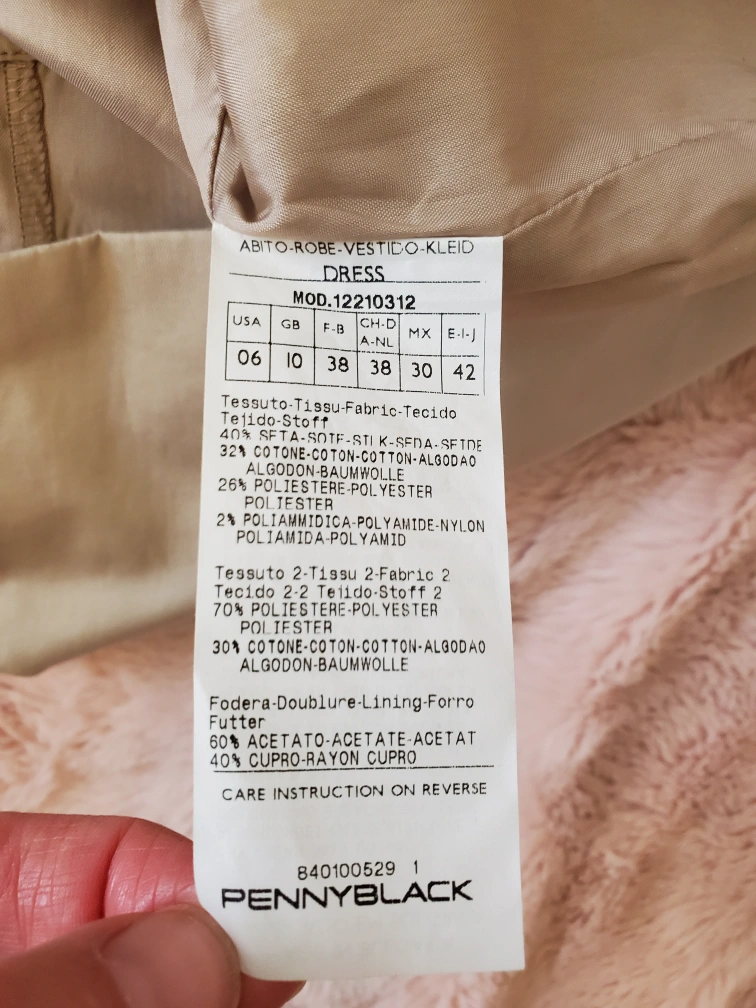 ABITO-ROBE-VESTIDO-KLEID
DRESS
MOD.12210312
USA GB F-B CH-D A-NL MX E-I-J
06 10 38 38 30 42
Tessuto-Tissu-Fabric-Tecido
Tejido-Stoff
40% SETA-SOIE-SILK-SEDA-SEIDE
32% COTONE-COTON-COTTON-ALGODAO
ALGODON-BAUMWOLLE
26% POLIESTERE-POLYESTER
POLIESTER
2% POLIAMMIDICA-POLYAMIDE-NYLON
POLIAMIDA-POLYAMID
Tessuto 2-Tissu 2-Fabric 2
Tecido 2-2 Tejido-Stoff 2
70% POLIESTERE-POLYESTER
POLIESTER
30% COTONE-COTON-COTTON-ALGODAO
ALGODON-BAUMWOLLE
Fodera-Doublure-Lining-Forro
Futter
60% ACETATO-ACETATE-ACETAT
40% CUPRO-RAYON CUPRO
CARE INSTRUCTION ON REVERSE
840100529 1
PENNYBLACK